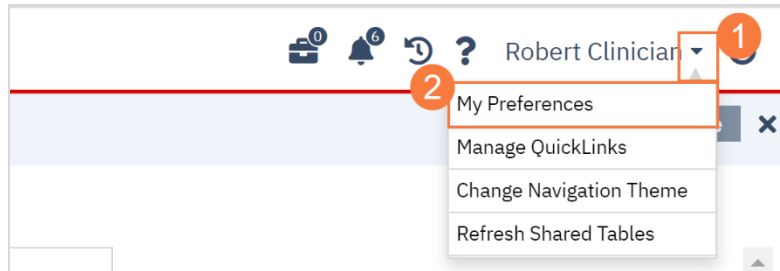 0 6 ? Robert Clinician 1
2
My Preferences
Manage QuickLinks
Change Navigation Theme
Refresh Shared Tables